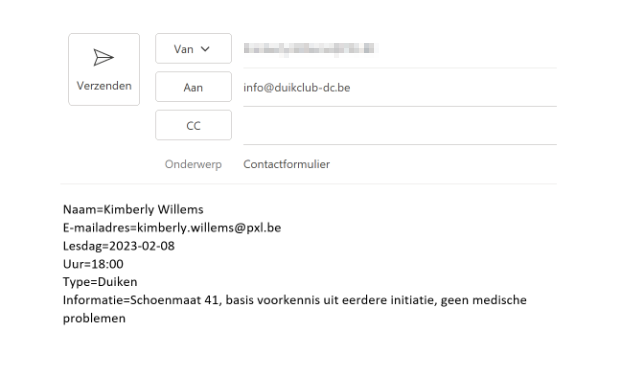 Van
Verzenden
Aan
info@duikclub-dc.be
CC
Onderwerp
Contactformulier
Naam=Kimberly Willems
E-mailadres=kimberly.willems@pxl.be
Lesdag=2023-02-08
Uur=18:00
Type=Duiken
Informatie=Schoenmaat 41, basis voorkennis uit eerdere initiatie, geen medische
problemen